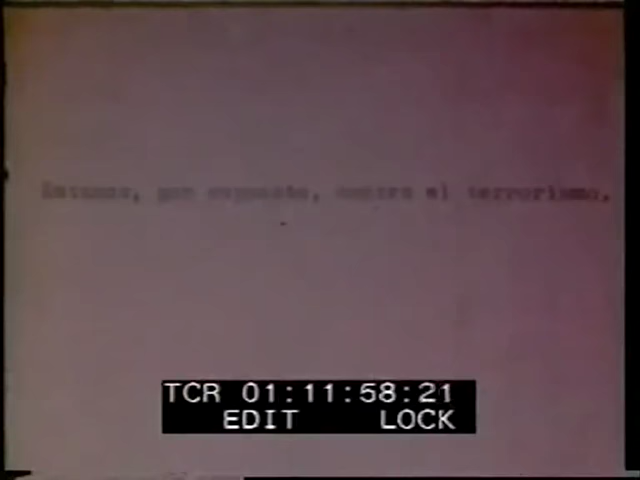 Estamos, por supuesto, contra el terrorismo.
TCR 01:11:58:21
EDIT LOCK